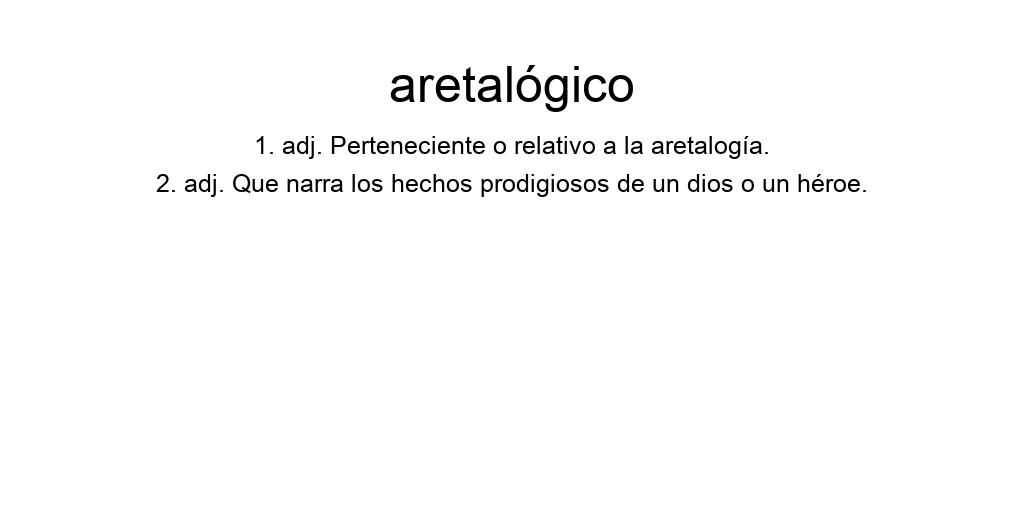 aretalógico
1. adj. Perteneciente o relativo a la aretalogía.
2. adj. Que narra los hechos prodigiosos de un dios o un héroe.